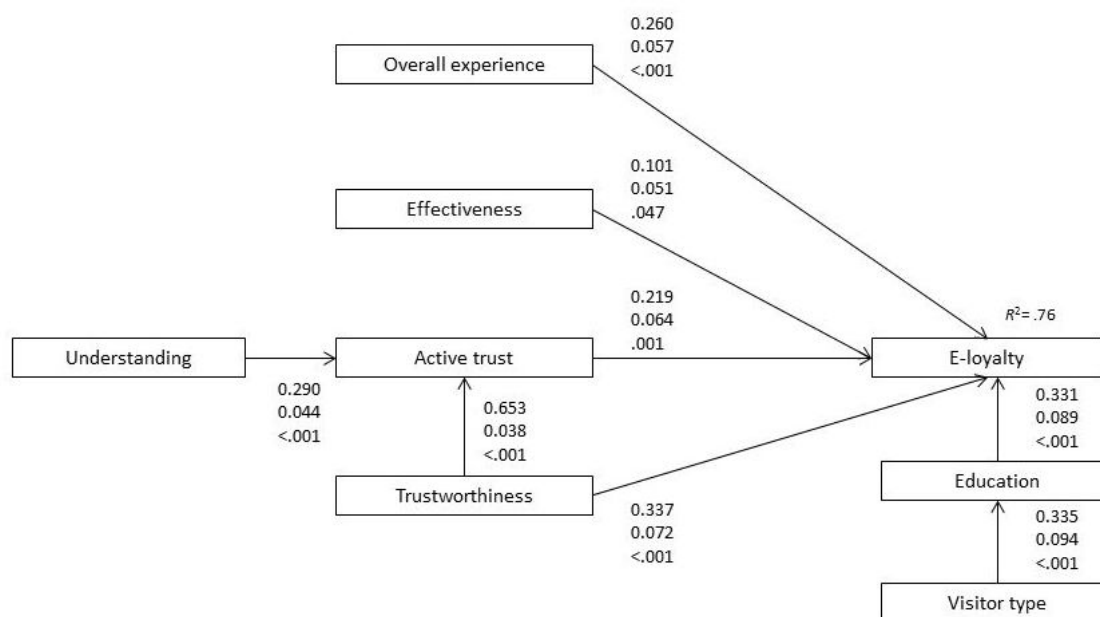 0.260
0.057
<.001
Overall experience
0.101
0.051
.047
Effectiveness
0.219
0.064
.001
R²= .76
Understanding
Active trust
E-loyalty
0.290
0.044
<.001
0.653
0.038
<.001
0.331
0.089
<.001
Trustworthiness
Education
0.337
0.072
<.001
0.335
0.094
<.001
Visitor type